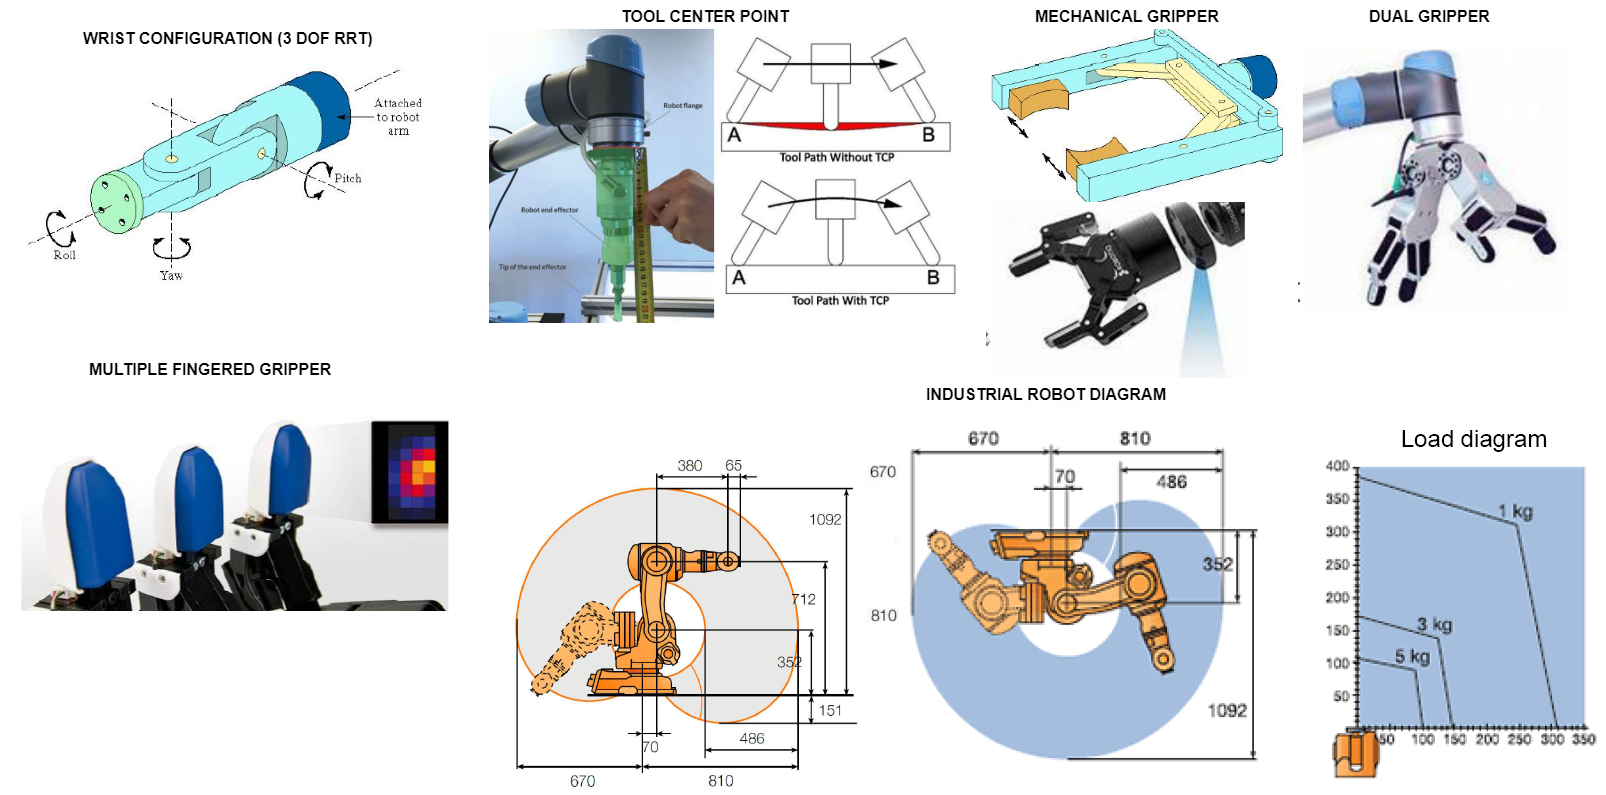 WRIST CONFIGURATION (3 DOF RRT)
Attached
to robot
arm
Pitch
Roll
Yaw
TOOL CENTER POINT
Robot flange
Robot end effector
Tip of the end effector
A
B
Tool Path Without TCP
A
B
Tool Path With TCP
MECHANICAL GRIPPER
DUAL GRIPPER
MULTIPLE FINGERED GRIPPER
INDUSTRIAL ROBOT DIAGRAM
380
65
1092
712
352
151
70
486
670
810
670
810
670
70
486
352
810
1092
Load diagram
400
350
300
250
200
150
100
50
1 kg
3 kg
5 kg
50
100
150
200
250
300
350